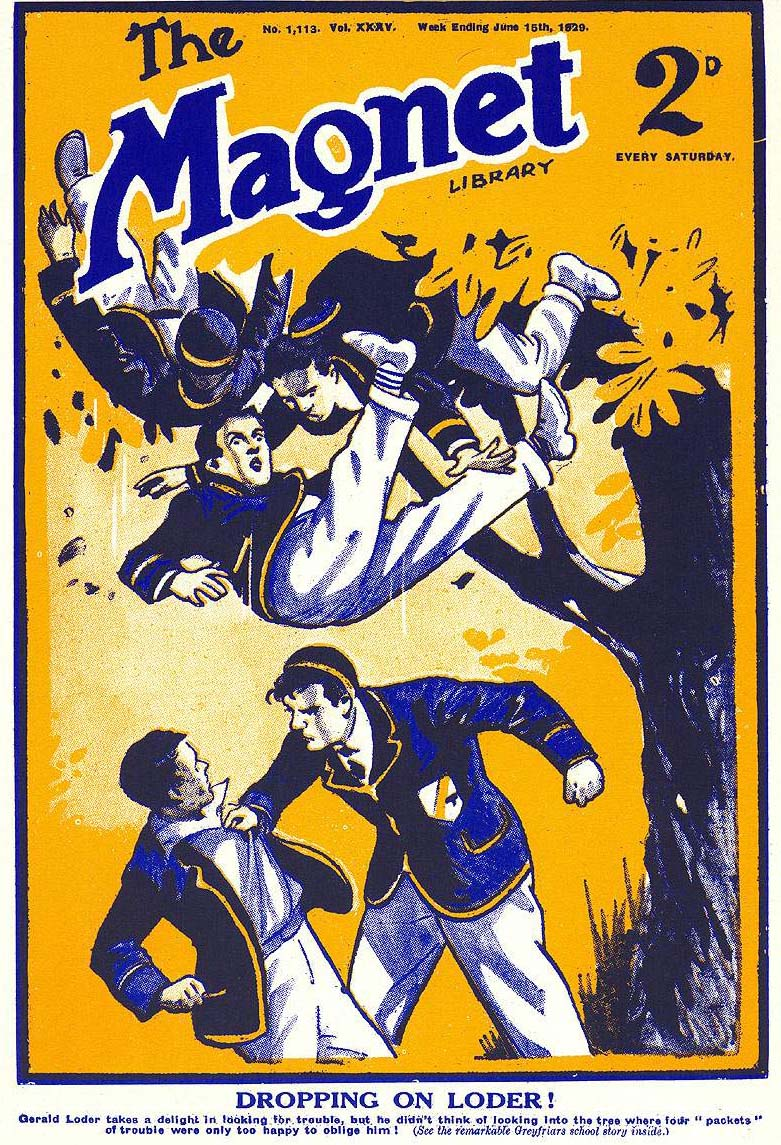 The
No. 1,113. Vol. XXXV. Week Ending June 15th, 1929.
Magnet
LIBRARY
2D
EVERY SATURDAY.
DROPPING ON LODER!
Gerald Loder takes a delight in looking for trouble, but he didn't think of looking into the tree where four "packets"
of trouble were only too happy to oblige him! (See the remarkable Greyfriars school story inside.)